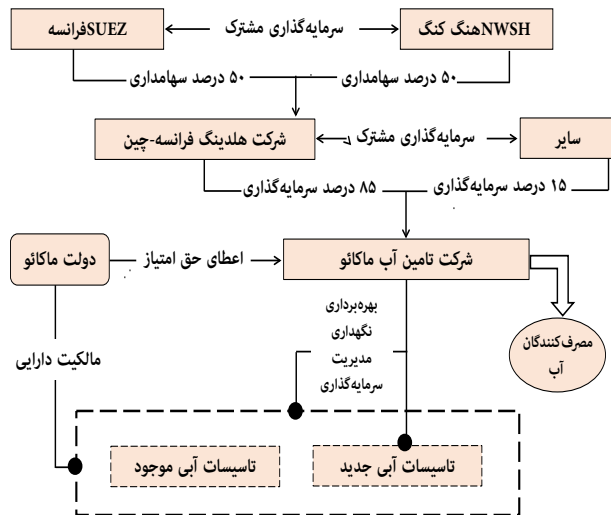 NWSHهنگ کنگ
سرمایه‌گذاری مشترک
SUEZفرانسه
۵۰ درصد سهامداری
۵۰ درصد سهامداری
سایر
سرمایه‌گذاری مشترک
شرکت هلدینگ فرانسه-چین
۱۵ درصد سرمایه‌گذاری
۸۵ درصد سرمایه‌گذاری
شرکت تامین آب ماکائو
اعطای حق امتیاز
دولت ماکائو
بهره‌برداری
نگهداری
مدیریت
سرمایه‌گذاری
مصرف‌کنندگان
آب
مالکیت دارایی
تاسیسات آبی جدید
تاسیسات آبی موجود